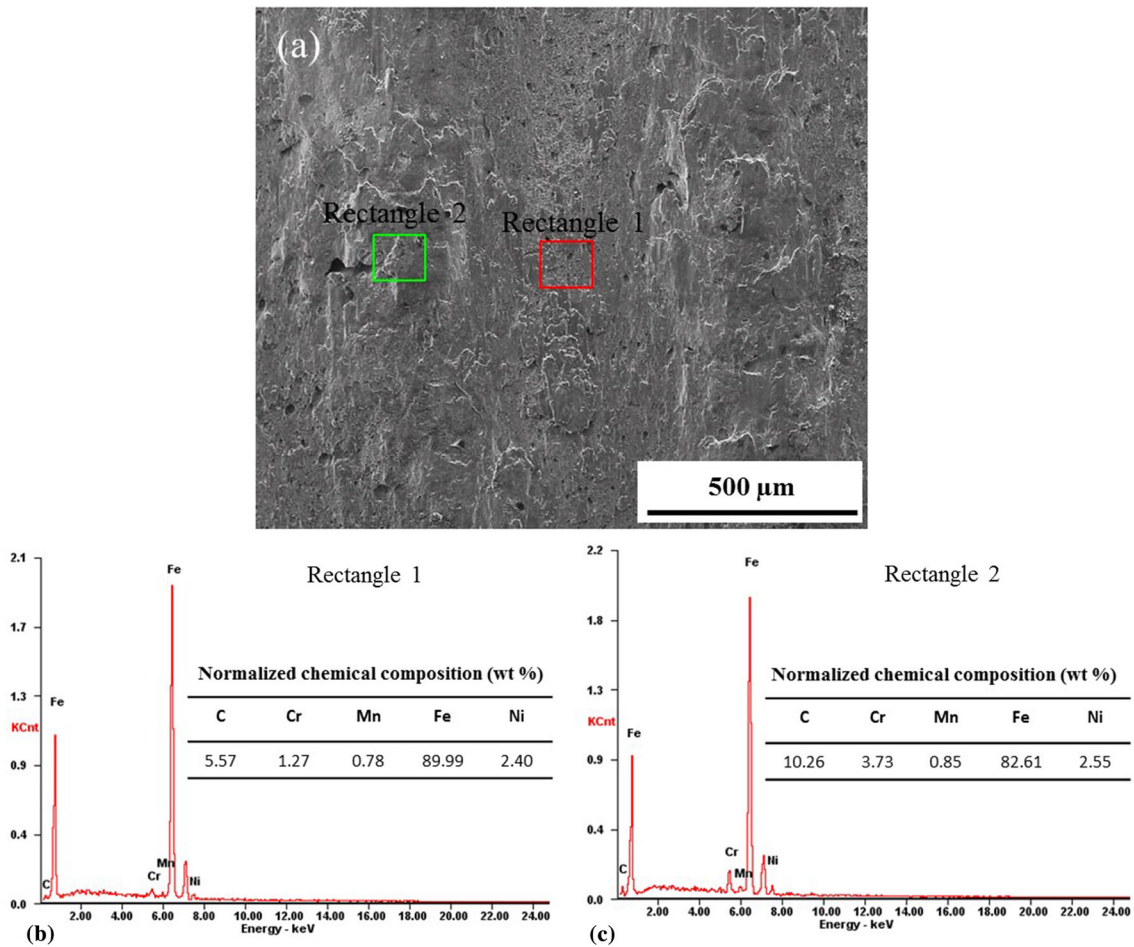 (a)
Rectangle 2
Rectangle 1
500 µm
2.1
Fe
Rectangle 1
1.7
Normalized chemical composition (wt %)
1.3
Fe
C Cr Mn Fe Ni
KCnt
5.57 1.27 0.78 89.99 2.40
0.9
0.4
Mn
C Cr Ni
0.0
2.00 4.00 6.00 8.00 10.00 12.00 14.00 16.00 18.00 20.00 22.00 24.00
Energy - keV
(b)
2.2
Fe
Rectangle 2
1.8
Normalized chemical composition (wt %)
1.3
C Cr Mn Fe Ni
KCnt
Fe
10.26 3.73 0.85 82.61 2.55
0.9
0.4
Cr
C Mn Ni
0.0
2.00 4.00 6.00 8.00 10.00 12.00 14.00 16.00 18.00 20.00 22.00 24.00
Energy - keV
(c)